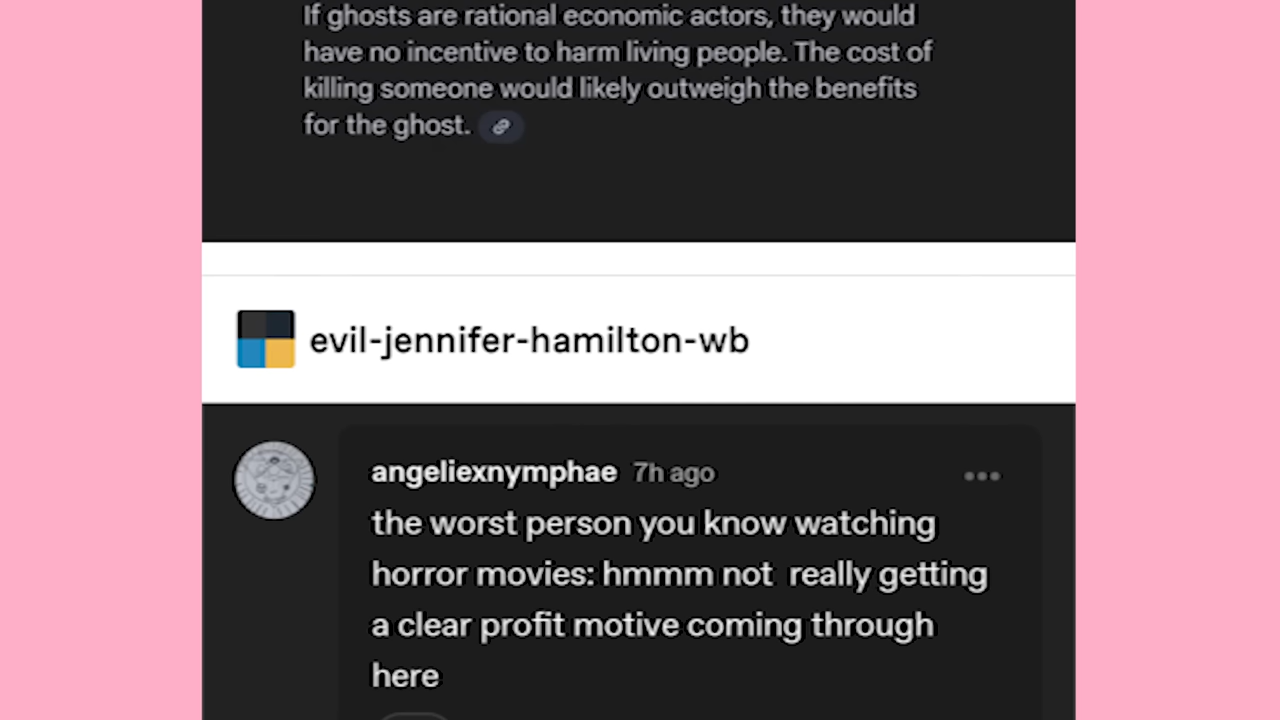 If ghosts are rational economic actors, they would
have no incentive to harm living people. The cost of
killing someone would likely outweigh the benefits
for the ghost.
evil-jennifer-hamilton-wb
angeliexnymphae 7h ago
the worst person you know watching
horror movies: hmmm not  really getting
a clear profit motive coming through
here